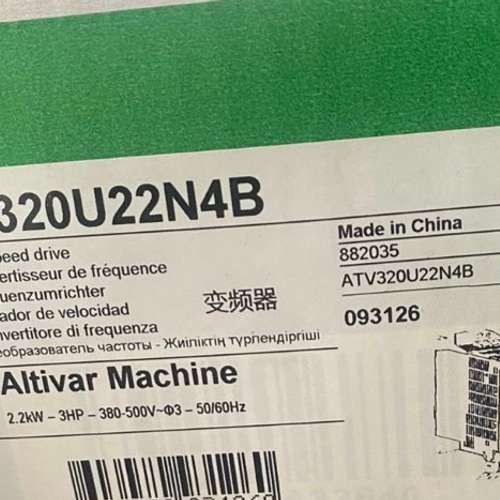 320U22N4B
peed drive
ertisseur de fréquence
uenzumrichter
ador de velocidad
nvertitore di frequenza
еобразователь частоты - Жиіліктің түрпендіргіші
变频器
Made in China
882035
ATV320U22N4B
093126
Altivar Machine
2.2kW – 3HP – 380-500V~Φ3 – 50/60Hz